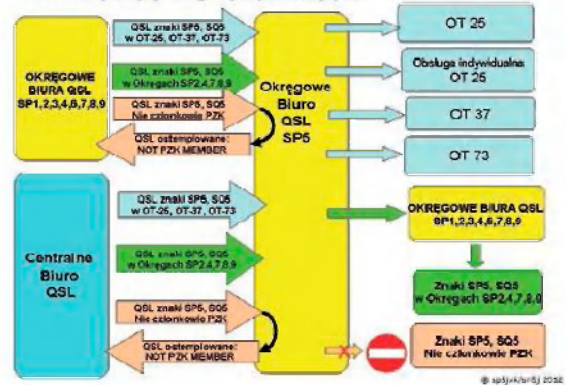 OKRĘGOWE
BIURA QSL
SP1,2,3,4,6,7,8,9
QSL znaki SP5, SQ5
w OT-25, OT-37, OT-73
QSL znaki SP5, SQ5
w Okręgach SP2,4,7,8,9
QSL znaki SP5, SQ5
Nie członkowie PZK
QSL ostemplowane:
NOT PZK MEMBER
Centralne
Biuro
QSL
QSL znaki SP5, SQ5
w OT-25, OT-37, OT-73
QSL znaki SP5, SQ5
w Okręgach SP2,4,7,8,9
QSL znaki SP5, SQ5
Nie członkowie PZK
QSL ostemplowane:
NOT PZK MEMBER
Okręgowe
Biuro
QSL
SP5
OT 25
Obsługa indywidualna
OT 25
OT 37
OT 73
OKRĘGOWE BIURA QSL
SP1,2,3,4,6,7,8,9
Znaki SP5, SQ5
w Okręgach SP2,4,7,8,9
Znaki SP5, SQ5
Nie członkowie PZK